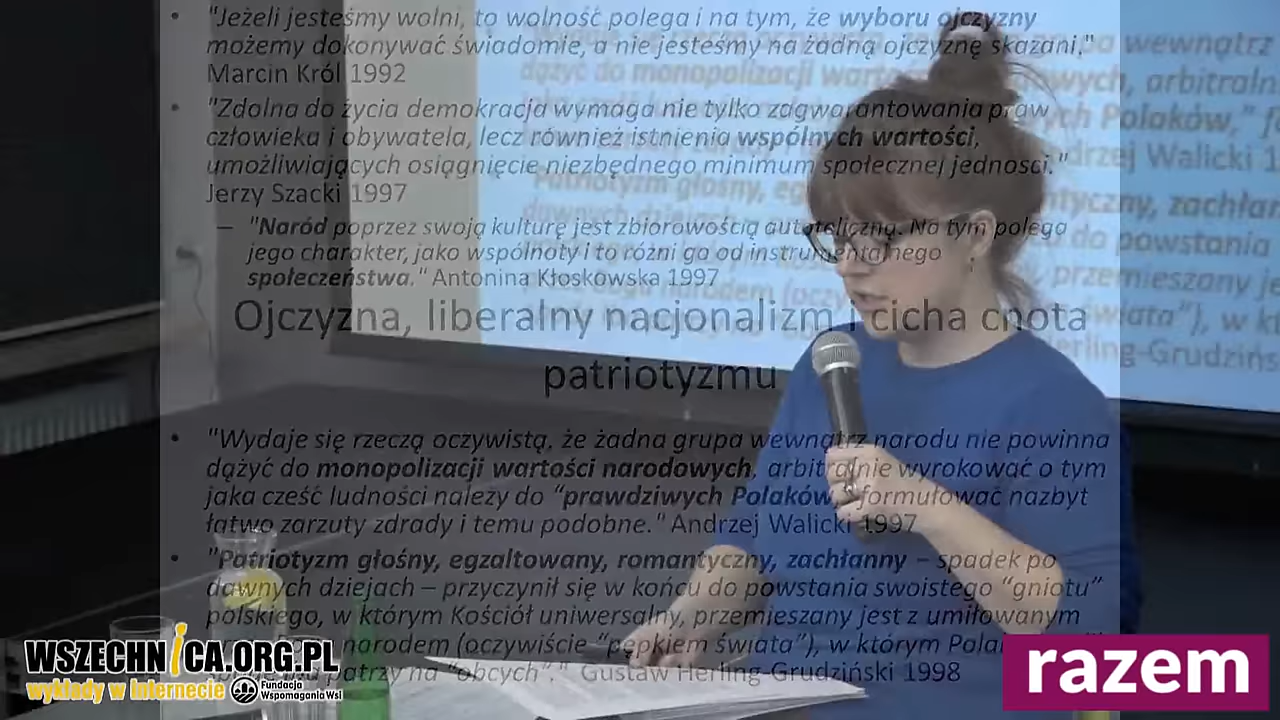 • "Jeżeli jesteśmy wolni, to wolność polega i na tym, że wyboru ojczyzny
możemy dokonywać świadomie, a nie jesteśmy na żadną ojczyznę skazani."
Marcin Król 1992
• "Zdolna do życia demokracja wymaga nie tylko zagwarantowania praw
człowieka i obywatela, lecz również istnienia wspólnych wartości,
umożliwiających osiągnięcie niezbędnego minimum społecznej jedności."
Jerzy Szacki 1997
– "Naród poprzez swoją kulturę jest zbiorowością autoteliczną. Na tym polega
jego charakter, jako wspólnoty i to różni go od instrumentalnego
społeczeństwa." Antonina Kłoskowska 1997
Ojczyzna, liberalny nacjonalizm i cicha cnota
patriotyzmu
• "Wydaje się rzeczą oczywistą, że żadna grupa wewnątrz narodu nie powinna
dążyć do monopolizacji wartości narodowych, arbitralnie wyrokować o tym
jaka cześć ludności należy do "prawdziwych Polaków," formułować nazbyt
łatwo zarzuty zdrady i temu podobne." Andrzej Walicki 1997
• "Patriotyzm głośny, egzaltowany, romantyczny, zachłanny – spadek po
dawnych dziejach – przyczynił się w końcu do powstania swoistego "gniotu"
polskiego, w którym Kościół uniwersalny, przemieszany jest z umiłowanym
narodem (oczywiście "pępkiem świata"), w którym
patrzy na "obcych"." Gustaw Herling-Grudziński 1998
WSZECHNICA.ORG.PL
wykłady w Internecie
Fundacja
Wspomagania Wsi
razem